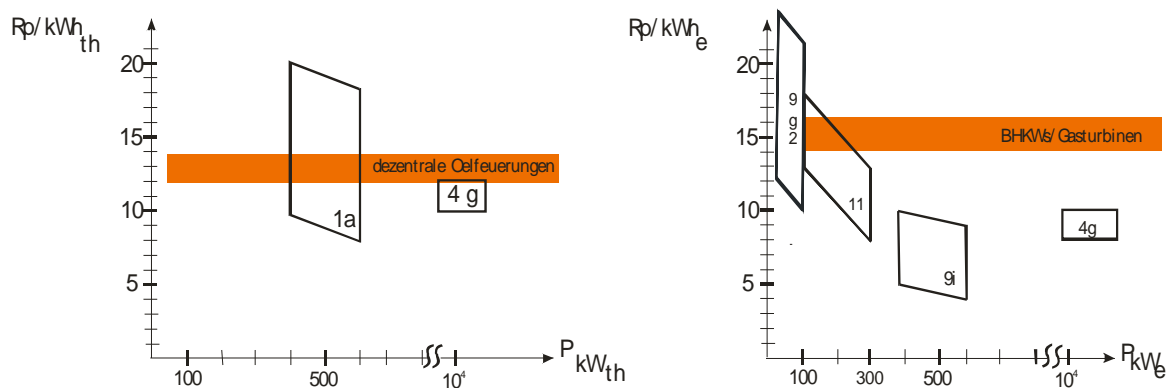 Rp/kWh th
20
15
10
5
dezentrale Oelfeuerungen
4 g
1a
100
500
10⁴
P kW th
Rp/kWh e
20
15
10
5
9
g
2
BHKWs/Gasturbinen
11
9i
4g
100
300
500
10⁴
P kW e